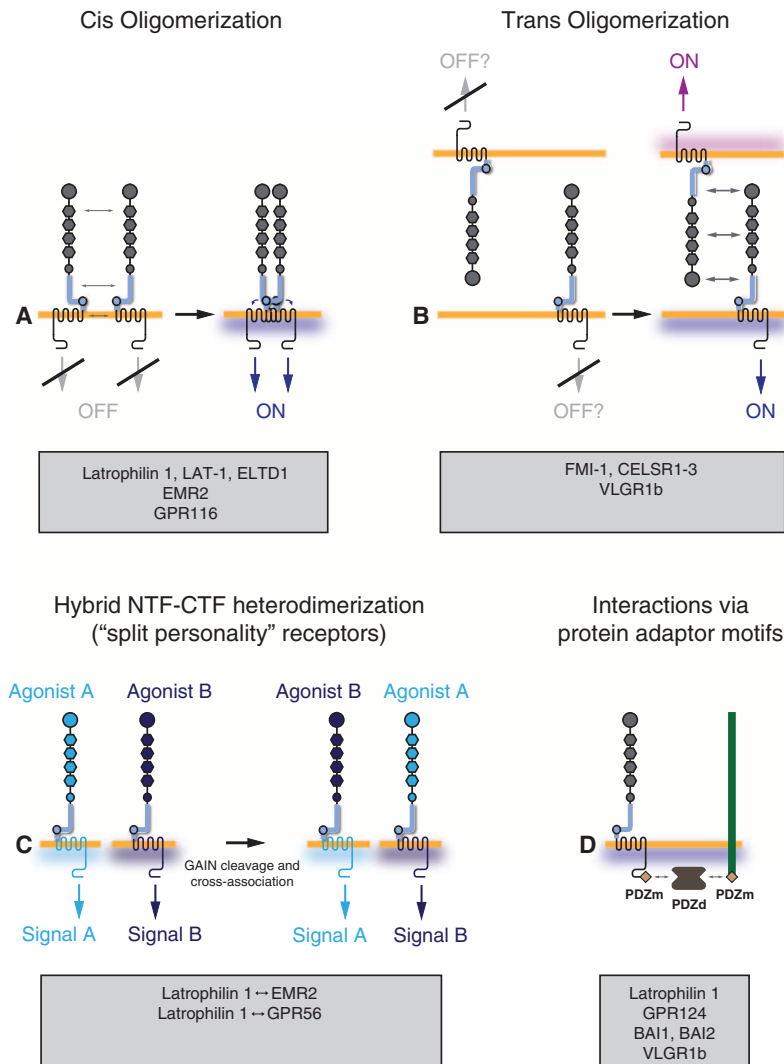 Cis Oligomerization
Trans Oligomerization
OFF?
ON
A
B
OFF
ON
OFF?
ON
Latrophilin 1, LAT-1, ELTD1
EMR2
GPR116
FMI-1, CELSR1-3
VLGR1b
Hybrid NTF-CTF heterodimerization
(“split personality” receptors)
Interactions via
protein adaptor motifs
Agonist A
Agonist B
Agonist B
Agonist A
C
GAIN cleavage and
cross-association
D
PDZm
PDZd
PDZm
Signal A
Signal B
Signal A
Signal B
Latrophilin 1↔EMR2
Latrophilin 1↔GPR56
Latrophilin 1
GPR124
BAI1, BAI2
VLGR1b